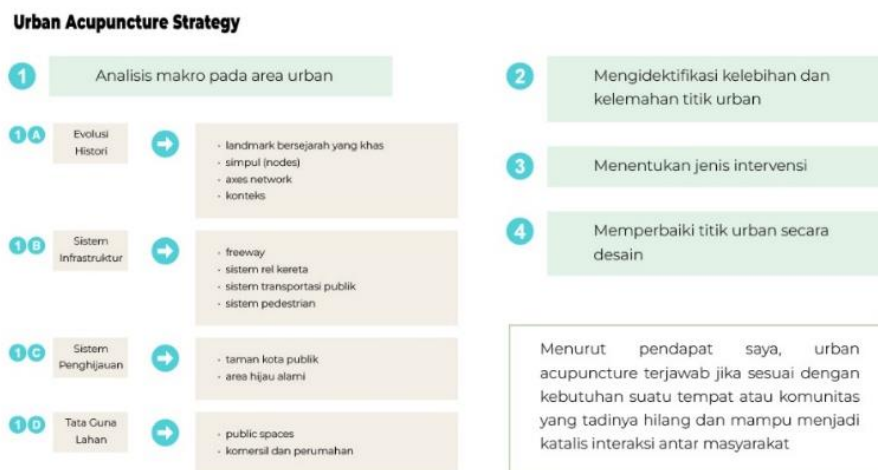 Urban Acupuncture Strategy
1
Analisis makro pada area urban
1 A
Evolusi
Histori
• landmark bersejarah yang khas
• simpul (nodes)
• axes network
• konteks
1 B
Sistem
Infrastruktur
• freeway
• sistem rel kereta
• sistem transportasi publik
• sistem pedestrian
1 C
Sistem
Penghijauan
• taman kota publik
• area hijau alami
1 D
Tata Guna
Lahan
• public spaces
• komersil dan perumahan
2
Mengidektifikasi kelebihan dan
kelemahan titik urban
3
Menentukan jenis intervensi
4
Memperbaiki titik urban secara
desain
Menurut pendapat saya, urban
acupuncture terjawab jika sesuai dengan
kebutuhan suatu tempat atau komunitas
yang tadinya hilang dan mampu menjadi
katalis interaksi antar masyarakat